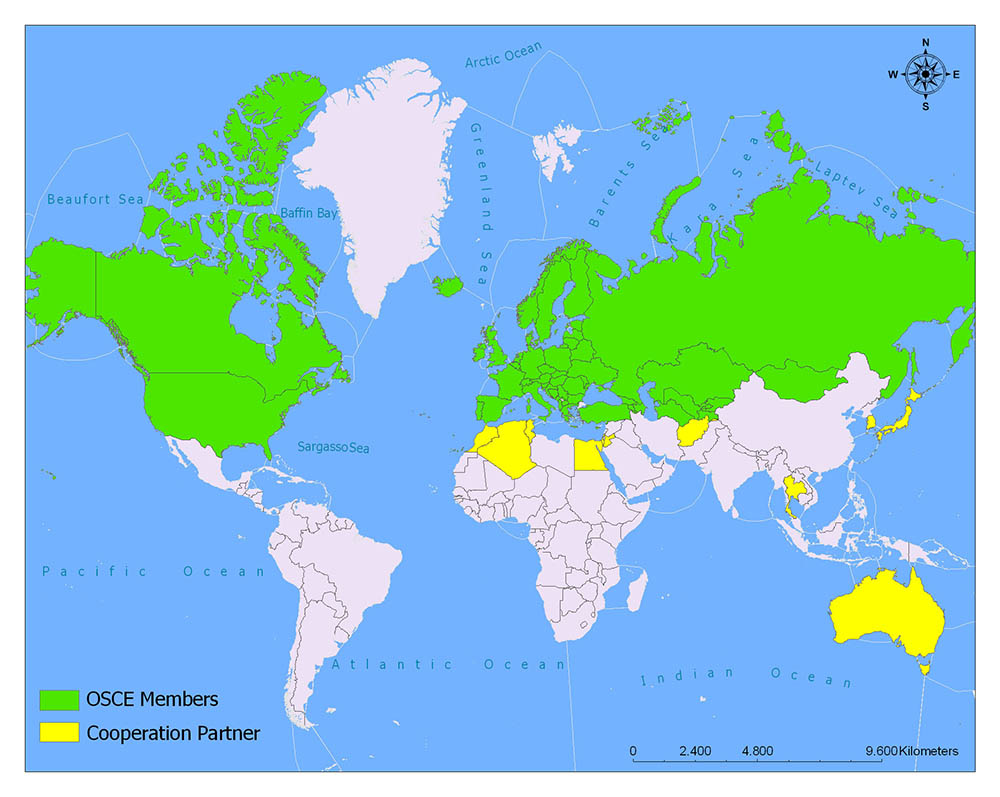 Arctic Ocean
N
W
E
S
Greenland Sea
Barents Sea
Kara Sea
Laptev Sea
Beaufort Sea
Baffin Bay
Sargasso Sea
Pacific Ocean
Atlantic Ocean
Indian Ocean
OSCE Members
Cooperation Partner
0 2.400 4.800 9.600 Kilometers